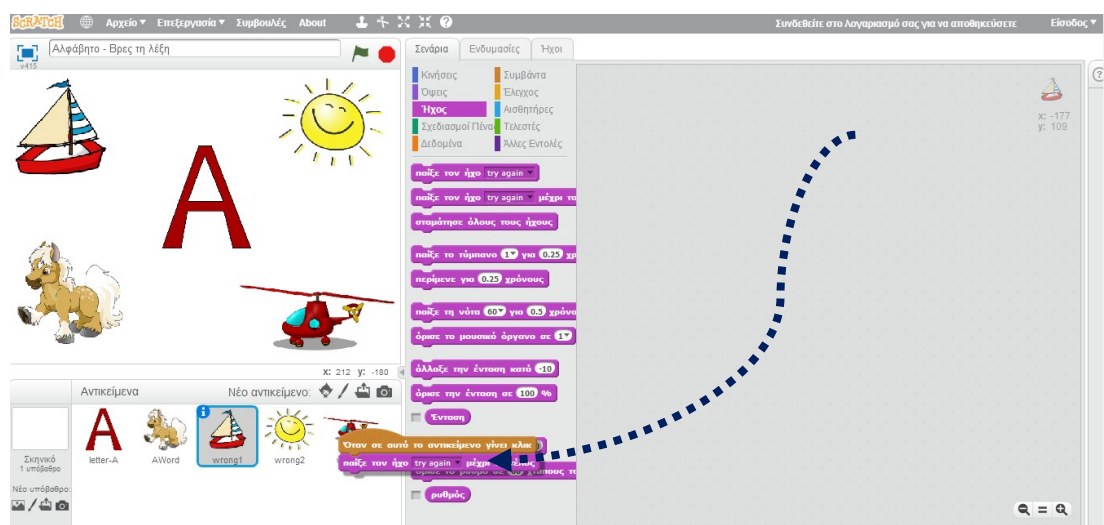 SCRATCH Αρχείο Επεξεργασία Συμβουλές About Συνδεθείτε στο λογαριασμό σας για να αποθηκεύσετε Είσοδος
Αλφάβητο - Βρες τη λέξη
v415
Σενάρια Ενδυμασίες Ήχοι
Κινήσεις Συμβάντα
Όψεις Έλεγχος
Ήχος Αισθητήρες
Σχεδιασμοί Πένα Τελεστές
Δεδομένα Άλλες Εντολές
x: -177
y: 109
A
παίξε τον ήχο try again
παίξε τον ήχο try again μέχρι το
σταμάτησε όλους τους ήχους
παίξε το τύμπανο 1 για 0.25
περίμενε για 0.25 χρόνους
παίξε τη νότα 60 για 0.5 χρόνο
όρισε το μουσικό όργανο σε 1
άλλαξε την ένταση κατά -10
όρισε την ένταση σε 100 %
Ένταση
ρυθμός
X: 212 y: -180
Αντικείμενα Νέο αντικείμενο:
A
letter-A AWord wrong1 wrong2
Όταν σε αυτό το αντικείμενο γίνει κλικ
παίξε τον ήχο try again μέχρι τέλους
Σκηνικό
1 υπόβαθρο
Νέο υπόβαθρο: